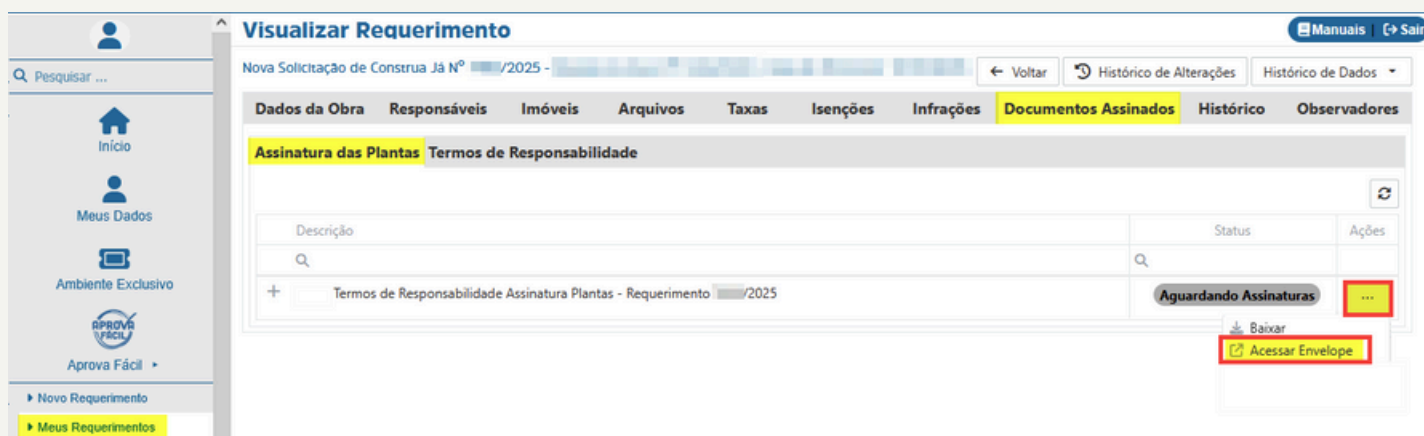 Visualizar Requerimento
Manuais
Sair
Pesquisar ...
Nova Solicitação de Construa Já Nº /2025 -
Voltar
Histórico de Alterações
Histórico de Dados
Dados da Obra Responsáveis Imóveis Arquivos Taxas Isenções Infrações Documentos Assinados Histórico Observadores
Início
Assinatura das Plantas Termos de Responsabilidade
Meus Dados
Descrição Status Ações
Ambiente Exclusivo
Termos de Responsabilidade Assinatura Plantas - Requerimento /2025 Aguardando Assinaturas ...
APROVA FÁCIL
Baixar
Acessar Envelope
Aprova Fácil
Novo Requerimento
Meus Requerimentos